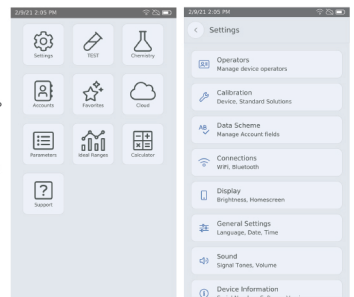 2/9/21 2:05 PM
Settings
TEST
Chemistry
Accounts
Favorites
Cloud
Parameters
Ideal Ranges
Calculator
Support
2/9/21 2:05 PM
Settings
Operators
Manage device operators
Calibration
Device, Standard Solutions
AB
Data Scheme
Manage Account fields
Connections
WiFi, Bluetooth
Display
Brightness, Homescreen
General Settings
Language, Date, Time
Sound
Signal Tones, Volume
Device Information